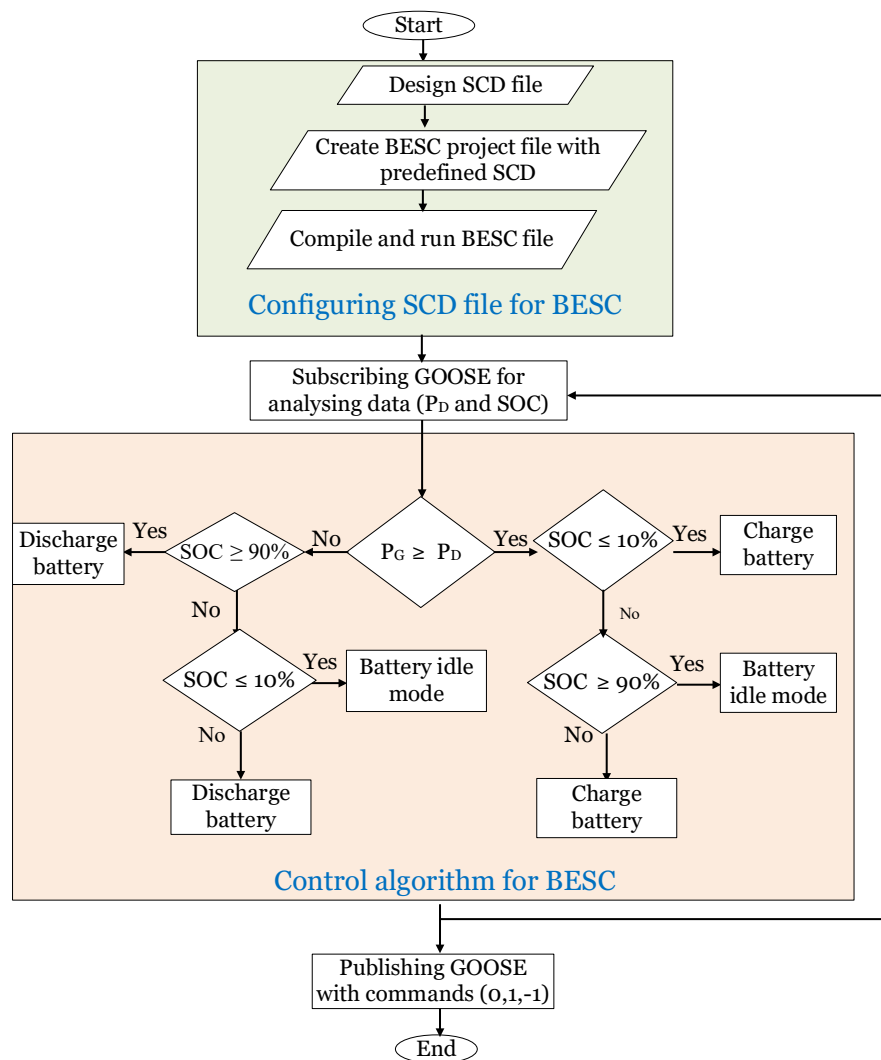 Start
Design SCD file
Create BESC project file with
predefined SCD
Compile and run BESC file
Configuring SCD file for BESC
Subscribing GOOSE for
analysing data (PD and SOC)
Discharge
battery
Yes
SOC ≥ 90%
No
PG ≥ PD
Yes
SOC ≤ 10%
Yes
Charge
battery
No
No
SOC ≤ 10%
Yes
Battery idle
mode
SOC ≥ 90%
Yes
Battery
idle mode
No
No
Discharge
battery
Charge
battery
Control algorithm for BESC
Publishing GOOSE
with commands (0,1,-1)
End